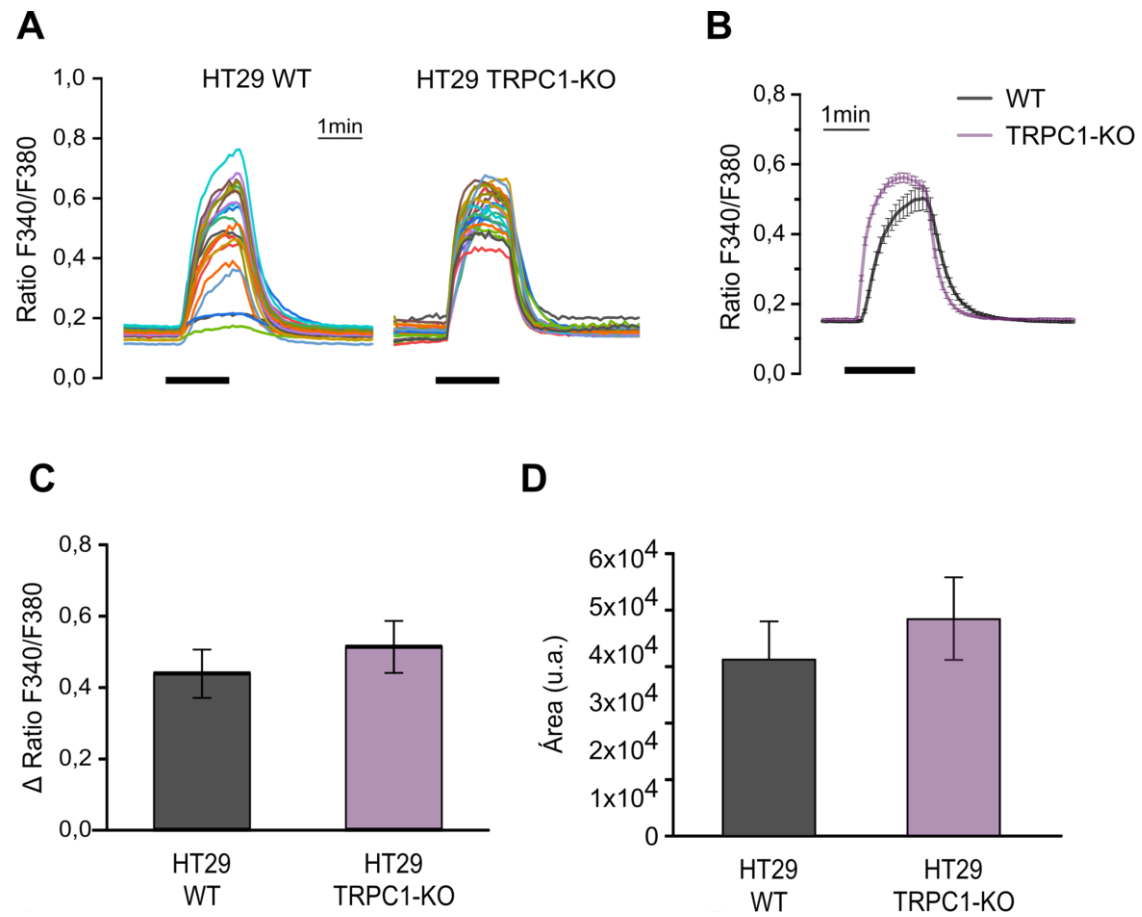 A
HT29 WT
HT29 TRPC1-KO
1min
Ratio F340/F380
1,0
0,8
0,6
0,4
0,2
0,0
B
WT
TRPC1-KO
1min
Ratio F340/F380
0,8
0,6
0,4
0,2
0,0
C
Δ Ratio F340/F380
0,8
0,6
0,4
0,2
0,0
HT29
WT
HT29
TRPC1-KO
D
Área (u.a.)
6x10⁴
5x10⁴
4x10⁴
3x10⁴
2x10⁴
1x10⁴
0
HT29
WT
HT29
TRPC1-KO